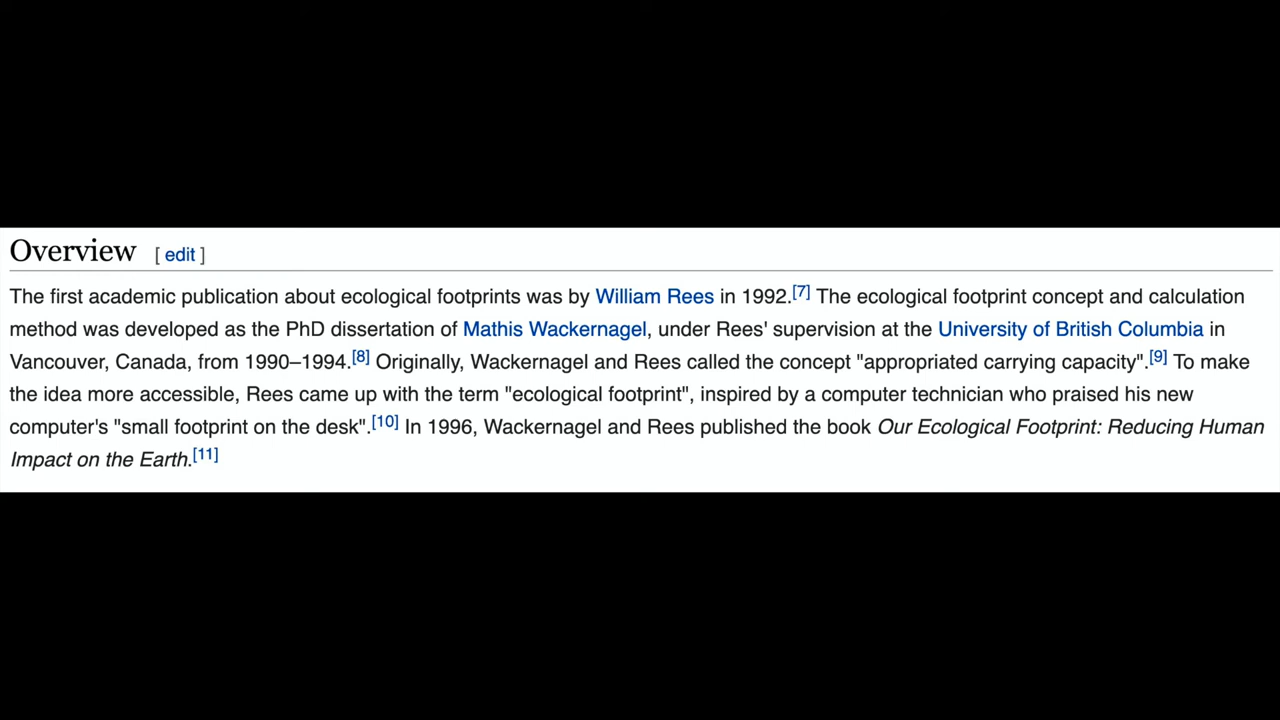 Overview [ edit ]
The first academic publication about ecological footprints was by William Rees in 1992.[7] The ecological footprint concept and calculation
method was developed as the PhD dissertation of Mathis Wackernagel, under Rees' supervision at the University of British Columbia in
Vancouver, Canada, from 1990–1994.[8] Originally, Wackernagel and Rees called the concept "appropriated carrying capacity".[9] To make
the idea more accessible, Rees came up with the term "ecological footprint", inspired by a computer technician who praised his new
computer's "small footprint on the desk".[10] In 1996, Wackernagel and Rees published the book Our Ecological Footprint: Reducing Human
Impact on the Earth.[11]